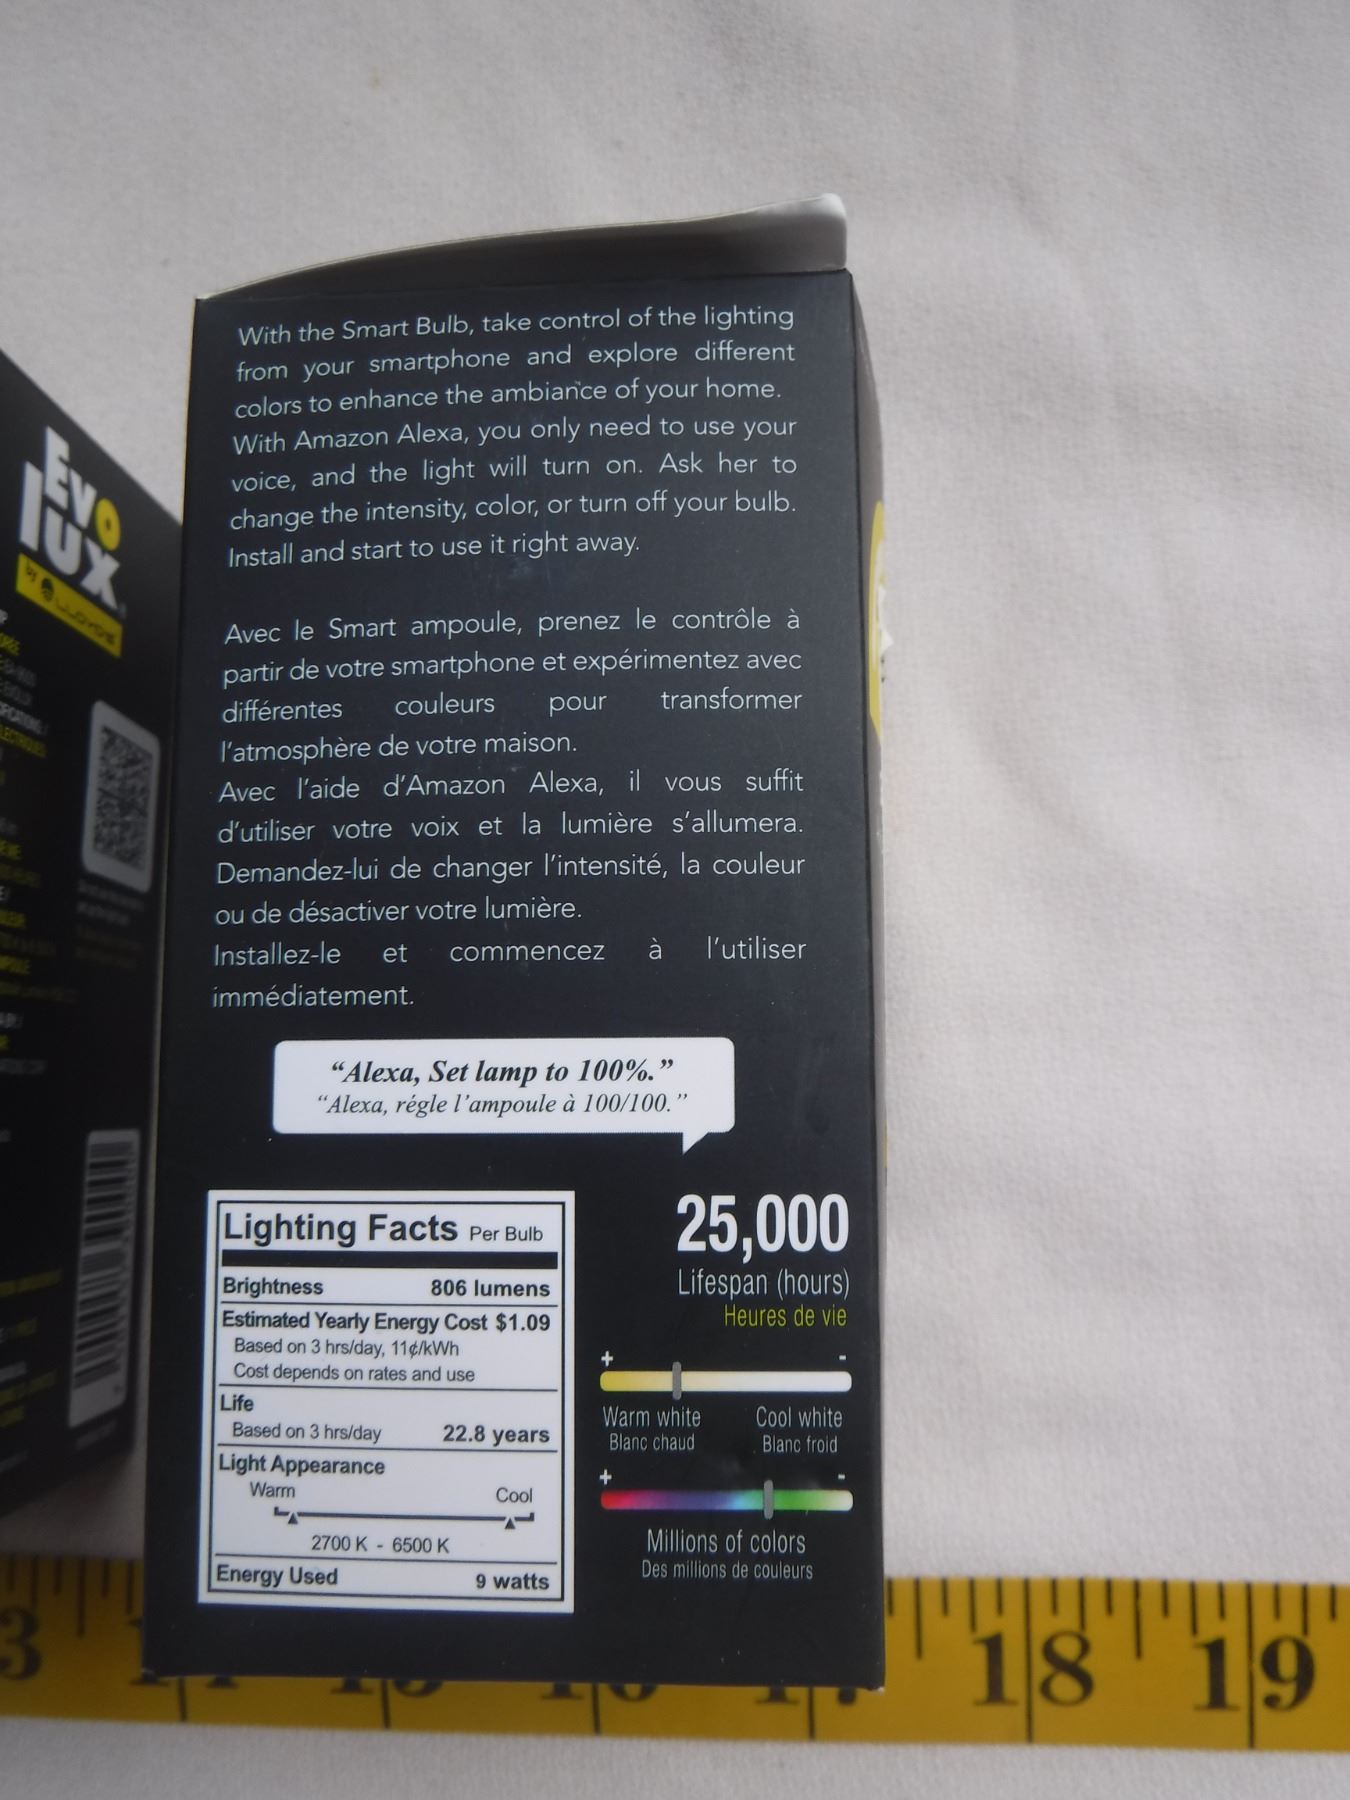 With the Smart Bulb, take control of the lighting
from your smartphone and explore different
colors to enhance the ambiance of your home.
With Amazon Alexa, you only need to use your
voice, and the light will turn on. Ask her to
change the intensity, color, or turn off your bulb.
Install and start to use it right away.
Avec le Smart ampoule, prenez le contrôle à
partir de votre smartphone et expérimentez avec
différentes couleurs pour transformer
l'atmosphère de votre maison.
Avec l'aide d'Amazon Alexa, il vous suffit
d'utiliser votre voix et la lumière s'allumera.
Demandez-lui de changer l'intensité, la couleur
ou de désactiver votre lumière.
Installez-le et commencez à l'utiliser
immédiatement.
“Alexa, Set lamp to 100%.”
“Alexa, régle l'ampoule à 100/100.”
Lighting Facts Per Bulb
Brightness 806 lumens
Estimated Yearly Energy Cost $1.09
Based on 3 hrs/day, 11¢/kWh
Cost depends on rates and use
Life
Based on 3 hrs/day 22.8 years
Light Appearance
Warm Cool
2700 K - 6500 K
Energy Used 9 watts
25,000
Lifespan (hours)
Heures de vie
+ -
Warm white Cool white
Blanc chaud Blanc froid
+ -
Millions of colors
Des millions de couleurs
Evo
lux
by LLOYD'S
18 19